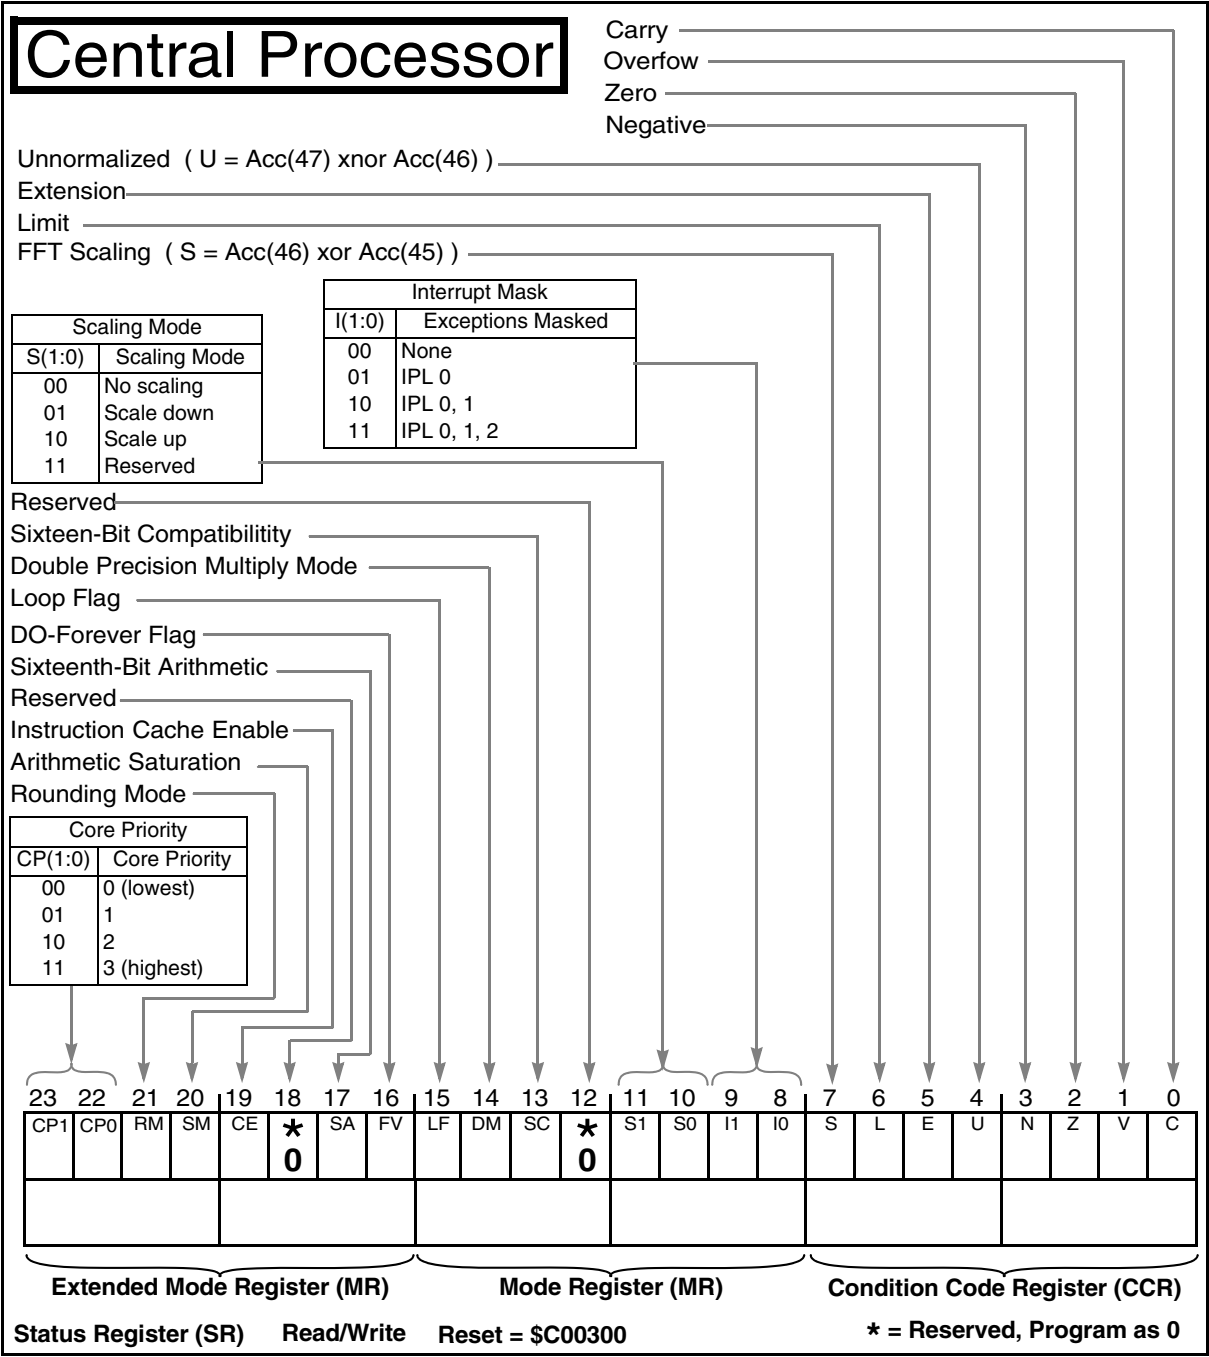 Central Processor
Carry
Overfow
Zero
Negative
Unnormalized ( U = Acc(47) xnor Acc(46) )
Extension
Limit
FFT Scaling ( S = Acc(46) xor Acc(45) )
Interrupt Mask
I(1:0) Exceptions Masked
00 None
01 IPL 0
10 IPL 0, 1
11 IPL 0, 1, 2
Scaling Mode
S(1:0) Scaling Mode
00 No scaling
01 Scale down
10 Scale up
11 Reserved
Reserved
Sixteen-Bit Compatibilitity
Double Precision Multiply Mode
Loop Flag
DO-Forever Flag
Sixteenth-Bit Arithmetic
Reserved
Instruction Cache Enable
Arithmetic Saturation
Rounding Mode
Core Priority
CP(1:0) Core Priority
00 0 (lowest)
01 1
10 2
11 3 (highest)
23 22 21 20 19 18 17 16 15 14 13 12 11 10 9 8 7 6 5 4 3 2 1 0
CP1 CP0 RM SM CE * SA FV LF DM SC * S1 S0 I1 I0 S L E U N Z V C
0 0
Extended Mode Register (MR) Mode Register (MR) Condition Code Register (CCR)
Status Register (SR) Read/Write Reset = $C00300 * = Reserved, Program as 0